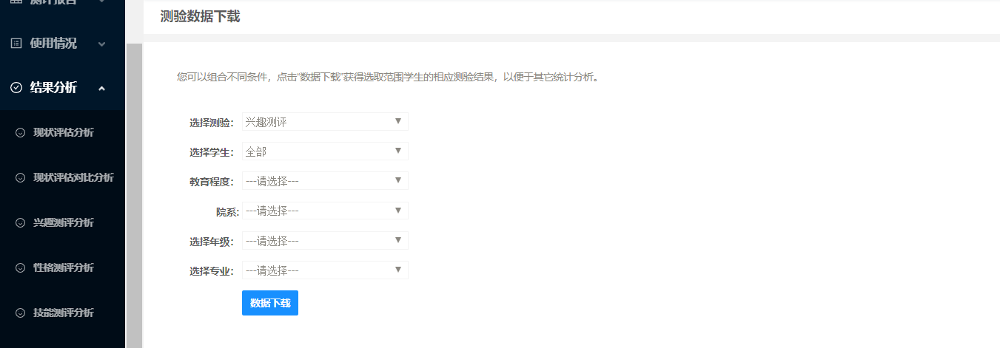 测评报告
测验数据下载
使用情况
结果分析
现状评估分析
现状评估对比分析
兴趣测评分析
性格测评分析
技能测评分析
您可以组合不同条件，点击“数据下载”获得选取范围学生的相应测验结果，以便于其它统计分析。
选择测验： 兴趣测评
选择学生： 全部
教育程度： ---请选择---
院系: ---请选择---
选择年级： ---请选择---
选择专业： ---请选择---
数据下载